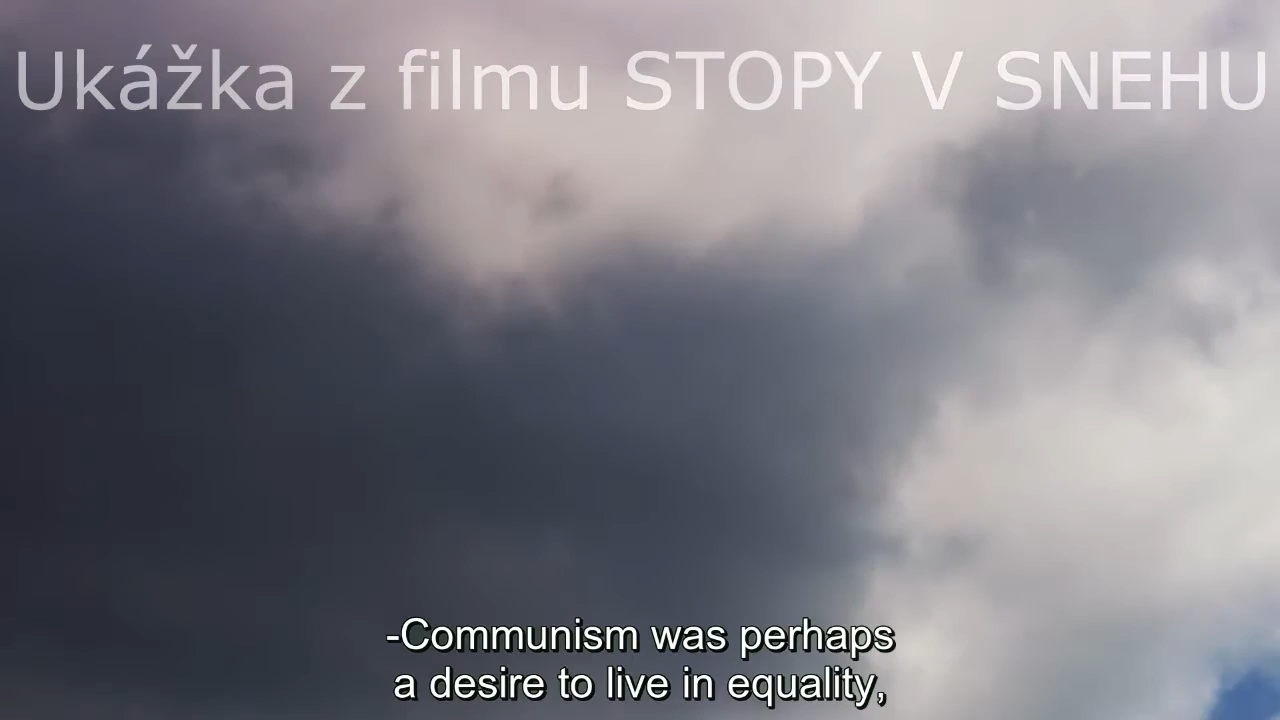 Ukážka z filmu STOPY V SNEHU
-Communism was perhaps
a desire to live in equality,